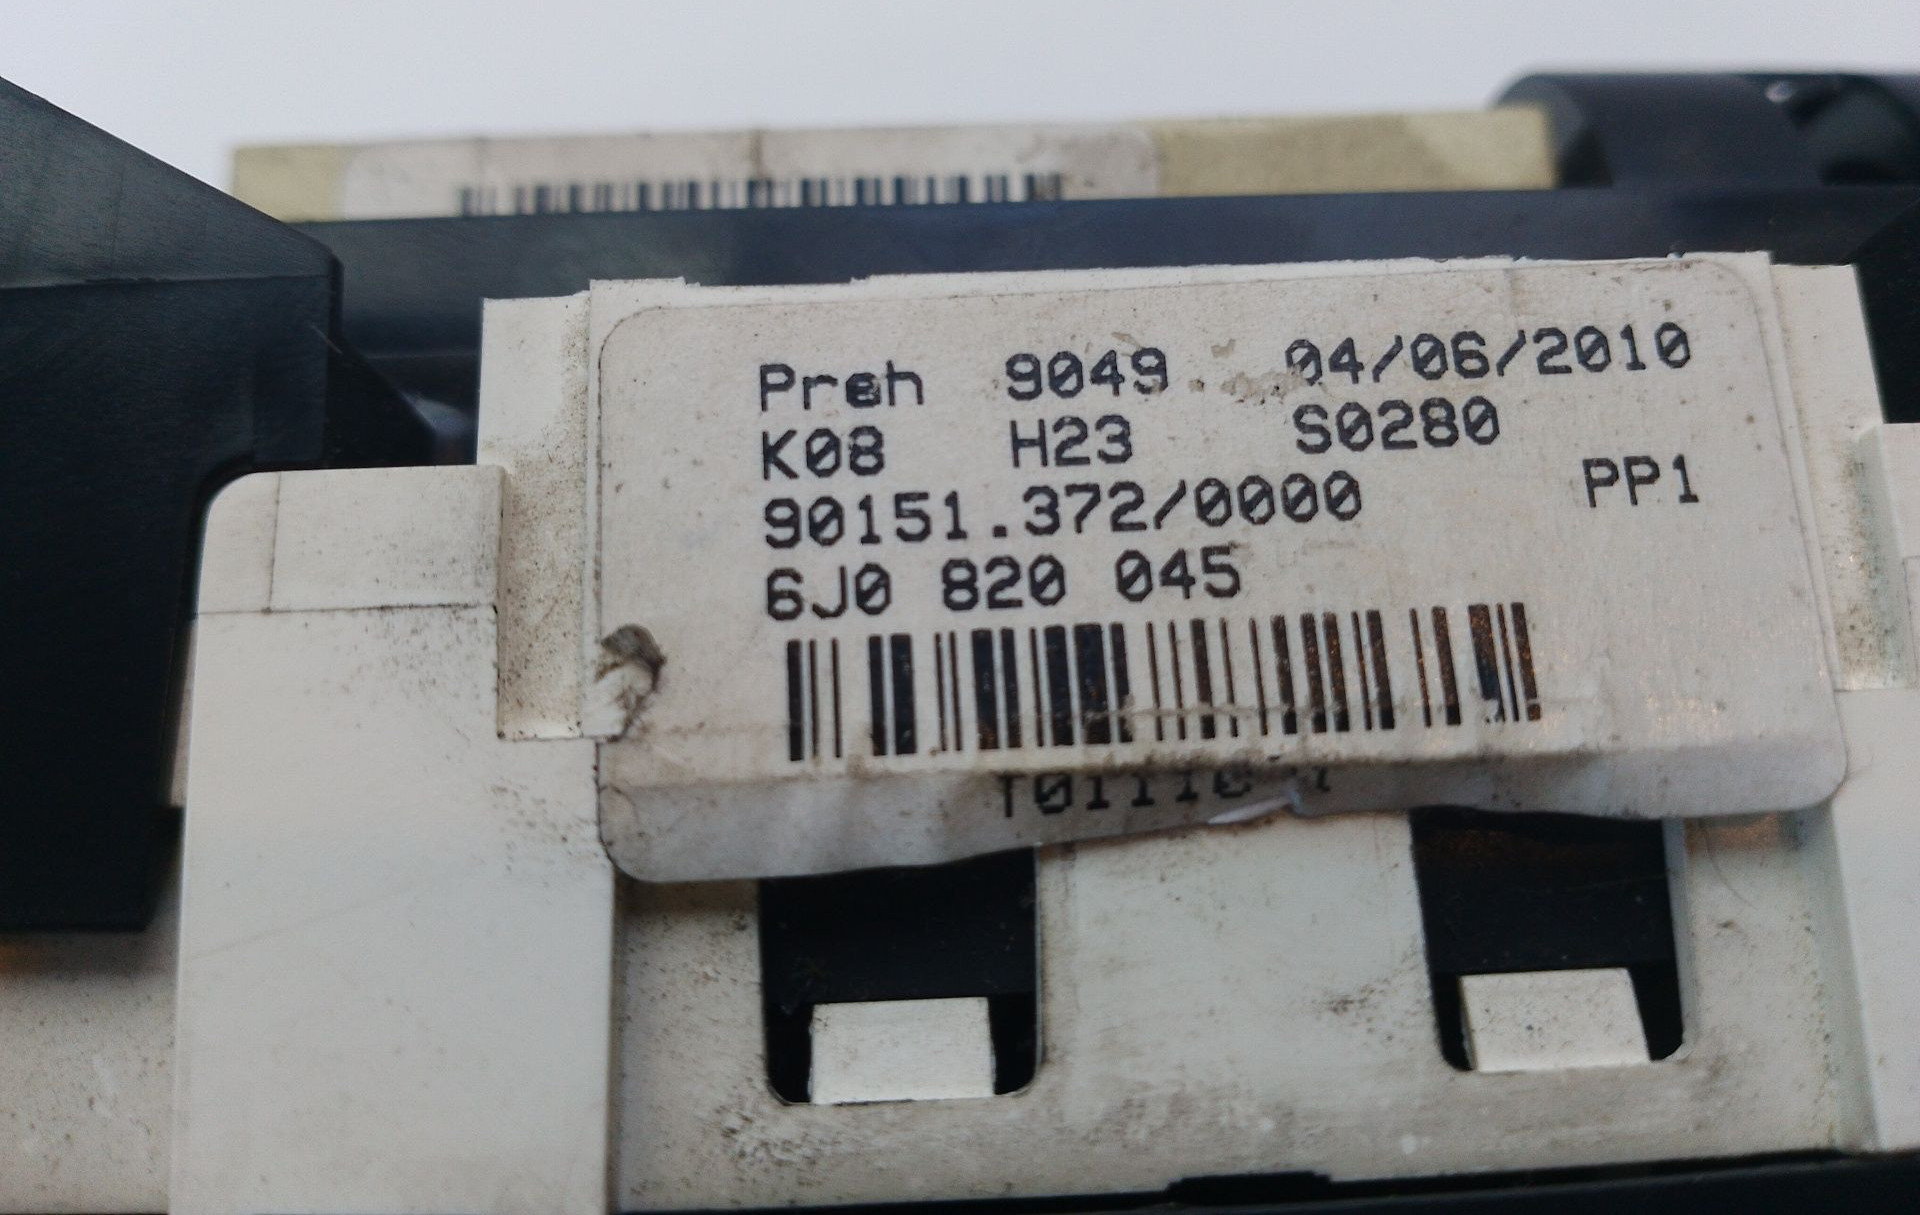 Preh 9049 04/06/2010
K08 H23 S0280
90151.372/0000 PP1
6J0 820 045